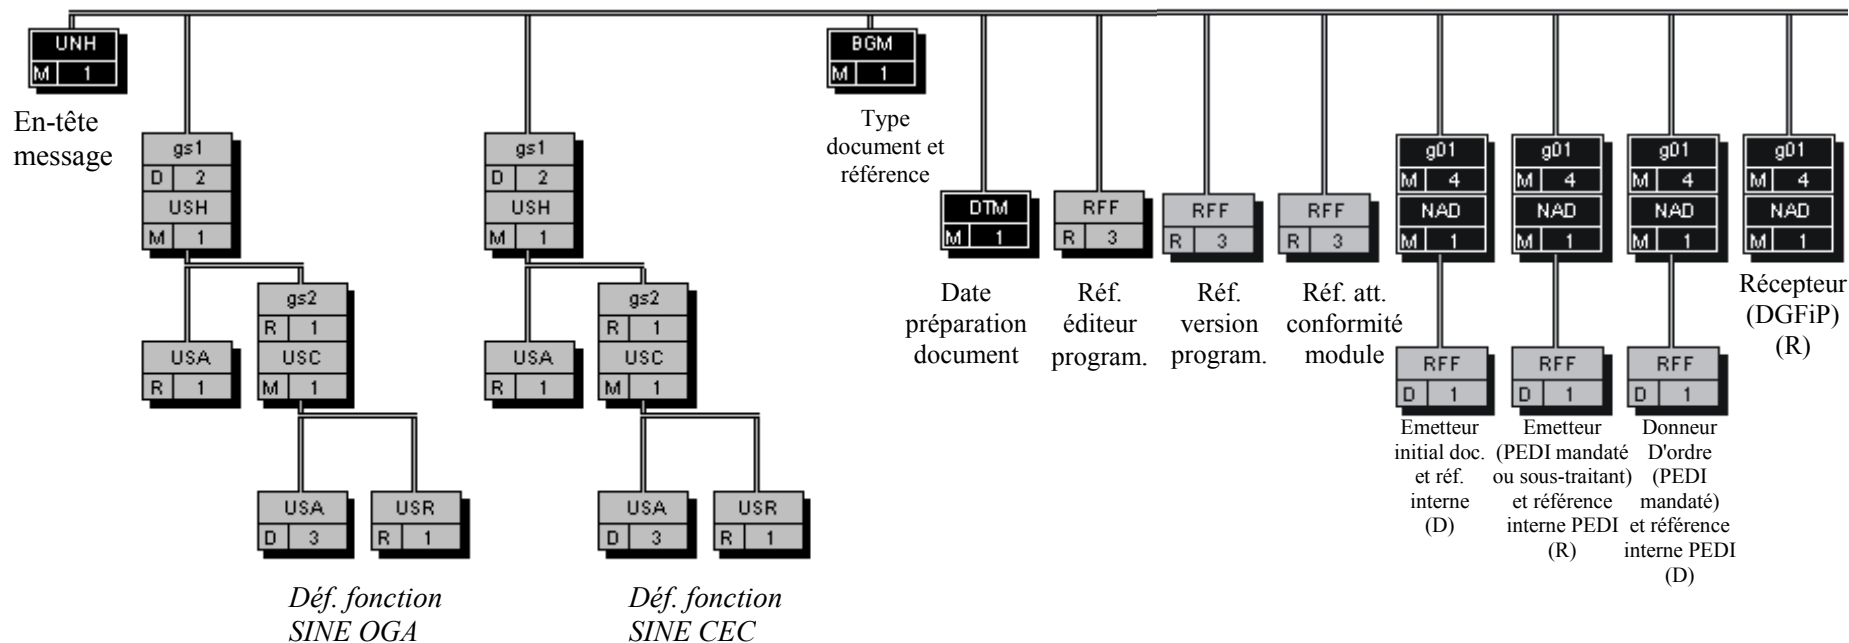 UNH
M 1
En-tête
message
gs1
D 2
USH
M 1
USA
R 1
gs2
R 1
USC
M 1
USA
D 3
USR
R 1
Déf. fonction
SINE OGA
gs1
D 2
USH
M 1
USA
R 1
gs2
R 1
USC
M 1
USA
D 3
USR
R 1
Déf. fonction
SINE CEC
BGM
M 1
Type
document et
référence
DTM
M 1
Date
préparation
document
RFF
R 3
Réf.
éditeur
program.
RFF
R 3
Réf.
version
program.
RFF
R 3
Réf. att.
conformité
module
g01
M 4
NAD
M 1
RFF
D 1
Emetteur
initial doc.
et réf.
interne
(D)
g01
M 4
NAD
M 1
RFF
D 1
Emetteur
(PEDI mandaté
ou sous-traitant)
et référence
interne PEDI
(R)
g01
M 4
NAD
M 1
RFF
D 1
Donneur
D'ordre
(PEDI
mandaté)
et référence
interne PEDI
(D)
g01
M 4
NAD
M 1
Récepteur
(DGFiP)
(R)